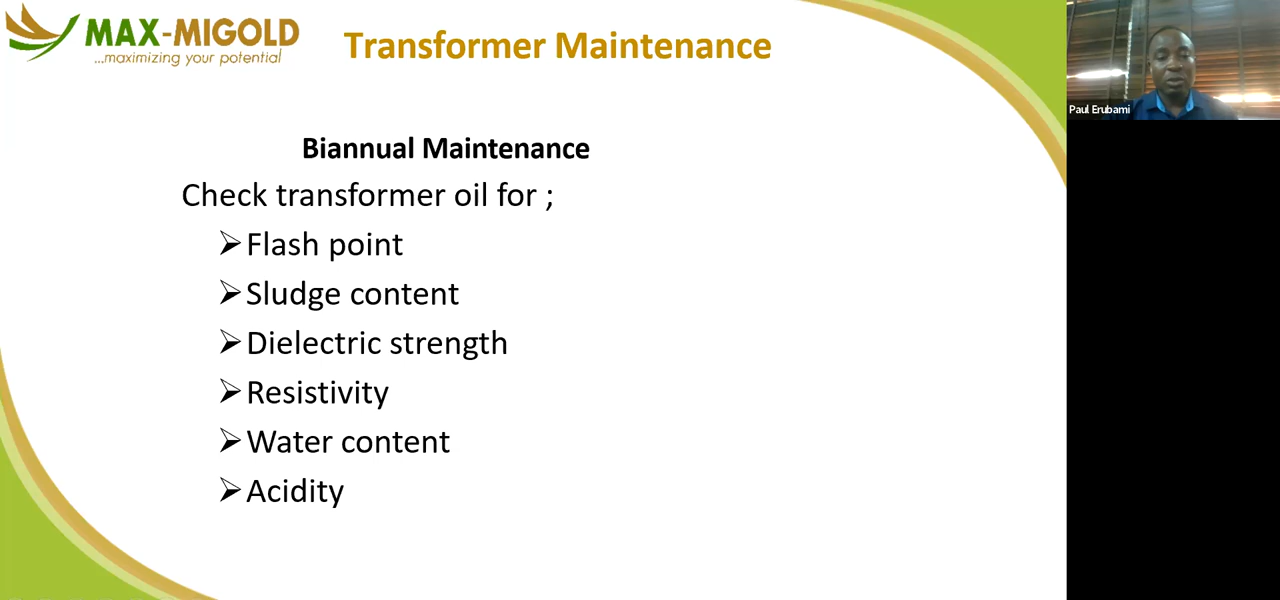 MAX-MIGOLD
...maximizing your potential
Transformer Maintenance
Paul Erubami
Biannual Maintenance
Check transformer oil for ;
Flash point
Sludge content
Dielectric strength
Resistivity
Water content
Acidity